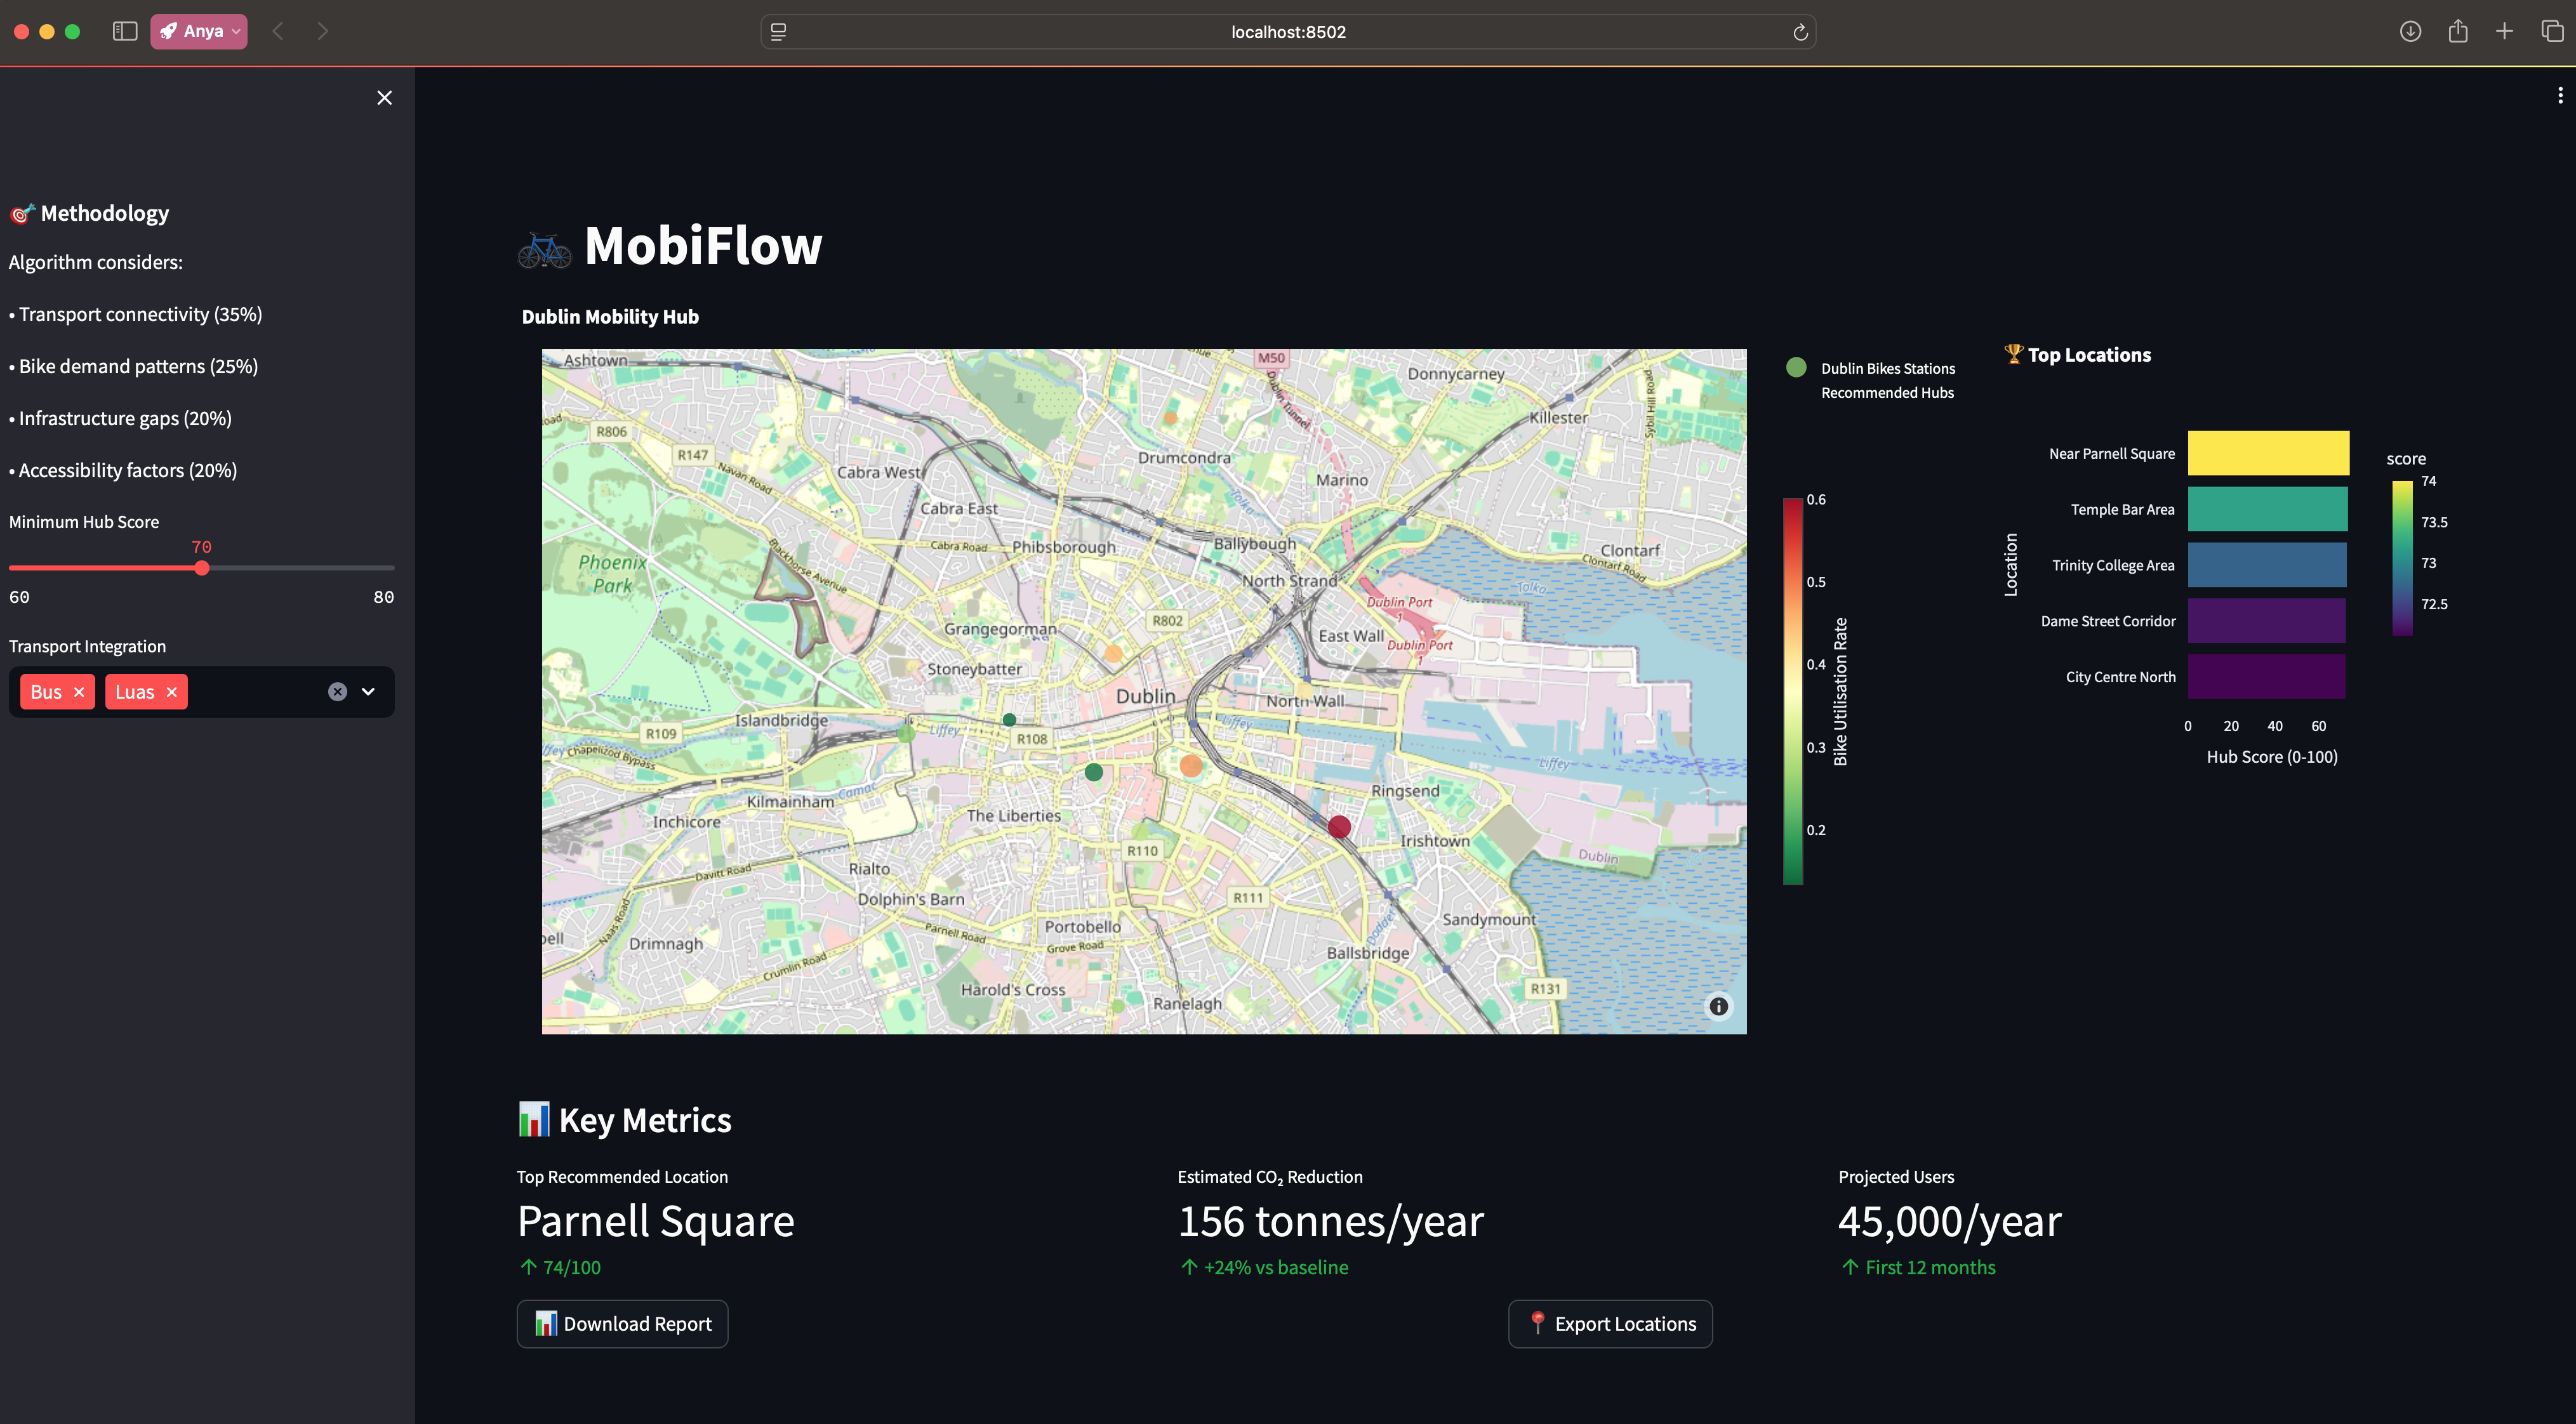 Anya
localhost:8502
🎯 Methodology
Algorithm considers:
• Transport connectivity (35%)
• Bike demand patterns (25%)
• Infrastructure gaps (20%)
• Accessibility factors (20%)
Minimum Hub Score
70
60
80
Transport Integration
Bus
Luas
🚲 MobiFlow
Dublin Mobility Hub
Ashtown
M50
Donnycarney
Dublin Tunnel
Killester
Sybil Hill Road
R806
R147
Navan Road
Drumcondra
Cabra West
Marino
Tolka
Cabra East
Phoenix
Park
Blackhorse Avenue
Cabra Road
Phibsborough
Ballybough
Clontarf
Clontarf Road
North Strand
Tolka
Dublin Port
1
R802
Grangegorman
East Wall
Dublin Port
1
Stoneybatter
Dublin
North Wall
Islandbridge
R109
Liffey
R108
Liffey
Chapelizod Bypass
Liffey
Camac
Kilmainham
Ringsend
Inchicore
The Liberties
Irishtown
R110
Dublin
Davitt Road
Rialto
Dolphin's Barn
R111
Naas Road
Parnell Road
Portobello
Grove Road
Dodder
Sandymount
Drimnagh
Crumlin Road
Ballsbridge
Harold's Cross
Ranelagh
R131
Dublin Bikes Stations
Recommended Hubs
0.6
0.5
0.4
0.3
0.2
Bike Utilisation Rate
🏆 Top Locations
Location
Near Parnell Square
Temple Bar Area
Trinity College Area
Dame Street Corridor
City Centre North
0 20 40 60
Hub Score (0-100)
score
74
73.5
73
72.5
📊 Key Metrics
Top Recommended Location
Parnell Square
↑ 74/100
Estimated CO₂ Reduction
156 tonnes/year
↑ +24% vs baseline
Projected Users
45,000/year
↑ First 12 months
📊 Download Report
📍 Export Locations